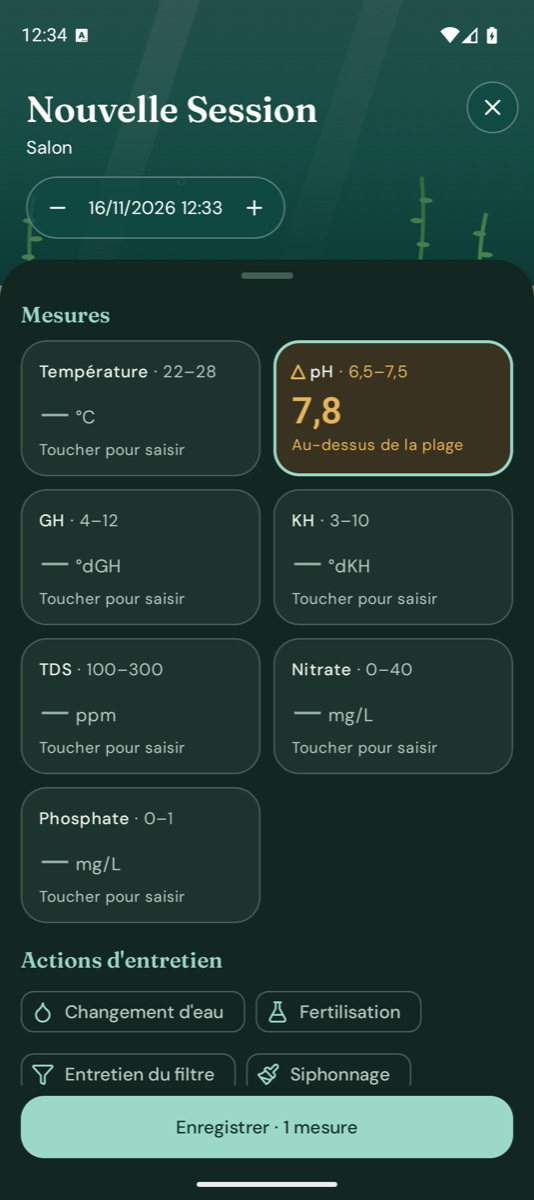 12:34
Nouvelle Session
Salon
16/11/2026 12:33
Mesures
Température · 22–28
— °C
Toucher pour saisir
pH · 6,5–7,5
7,8
Au-dessus de la plage
GH · 4–12
— °dGH
Toucher pour saisir
KH · 3–10
— °dKH
Toucher pour saisir
TDS · 100–300
— ppm
Toucher pour saisir
Nitrate · 0–40
— mg/L
Toucher pour saisir
Phosphate · 0–1
— mg/L
Toucher pour saisir
Actions d'entretien
Changement d'eau
Fertilisation
Entretien du filtre
Siphonnage
Enregistrer · 1 mesure